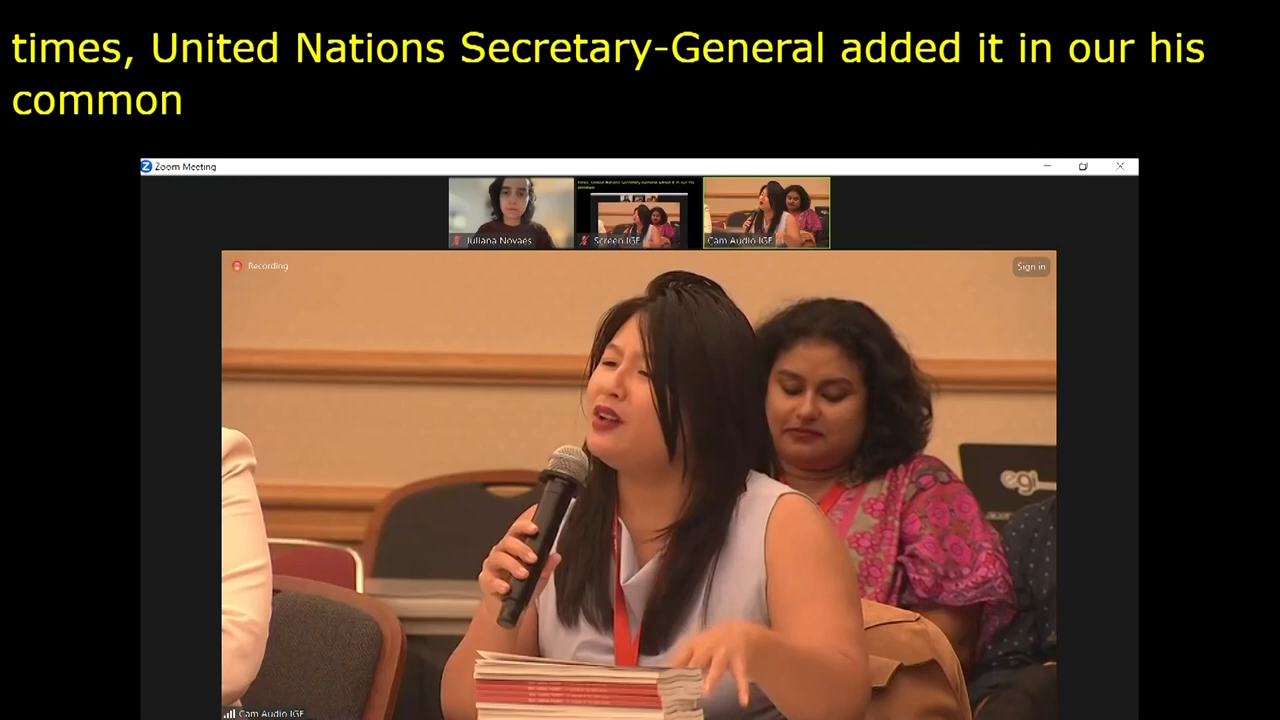 times, United Nations Secretary-General added it in our his
common
Zoom Meeting
Juliana Novaes
Screen IGF
Cam Audio IGF
Recording
Sign in
egi
acer
Cam Audio IGF